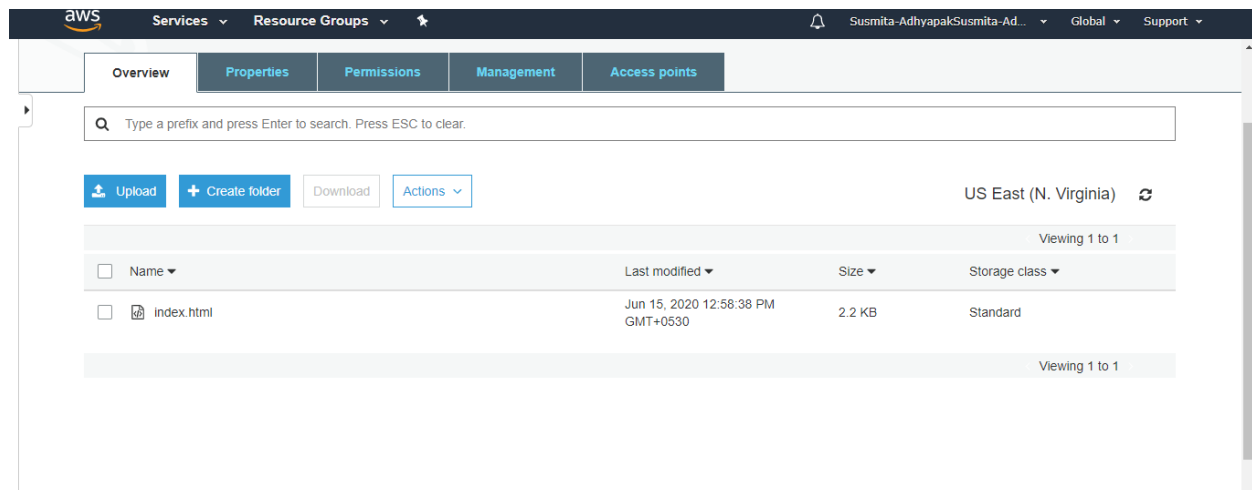 aws Services Resource Groups Susmita-AdhyapakSusmita-Ad... Global Support
Overview Properties Permissions Management Access points
Type a prefix and press Enter to search. Press ESC to clear.
Upload Create folder Download Actions US East (N. Virginia)
Viewing 1 to 1
Name Last modified Size Storage class
index.html Jun 15, 2020 12:58:38 PM 2.2 KB Standard
GMT+0530
Viewing 1 to 1